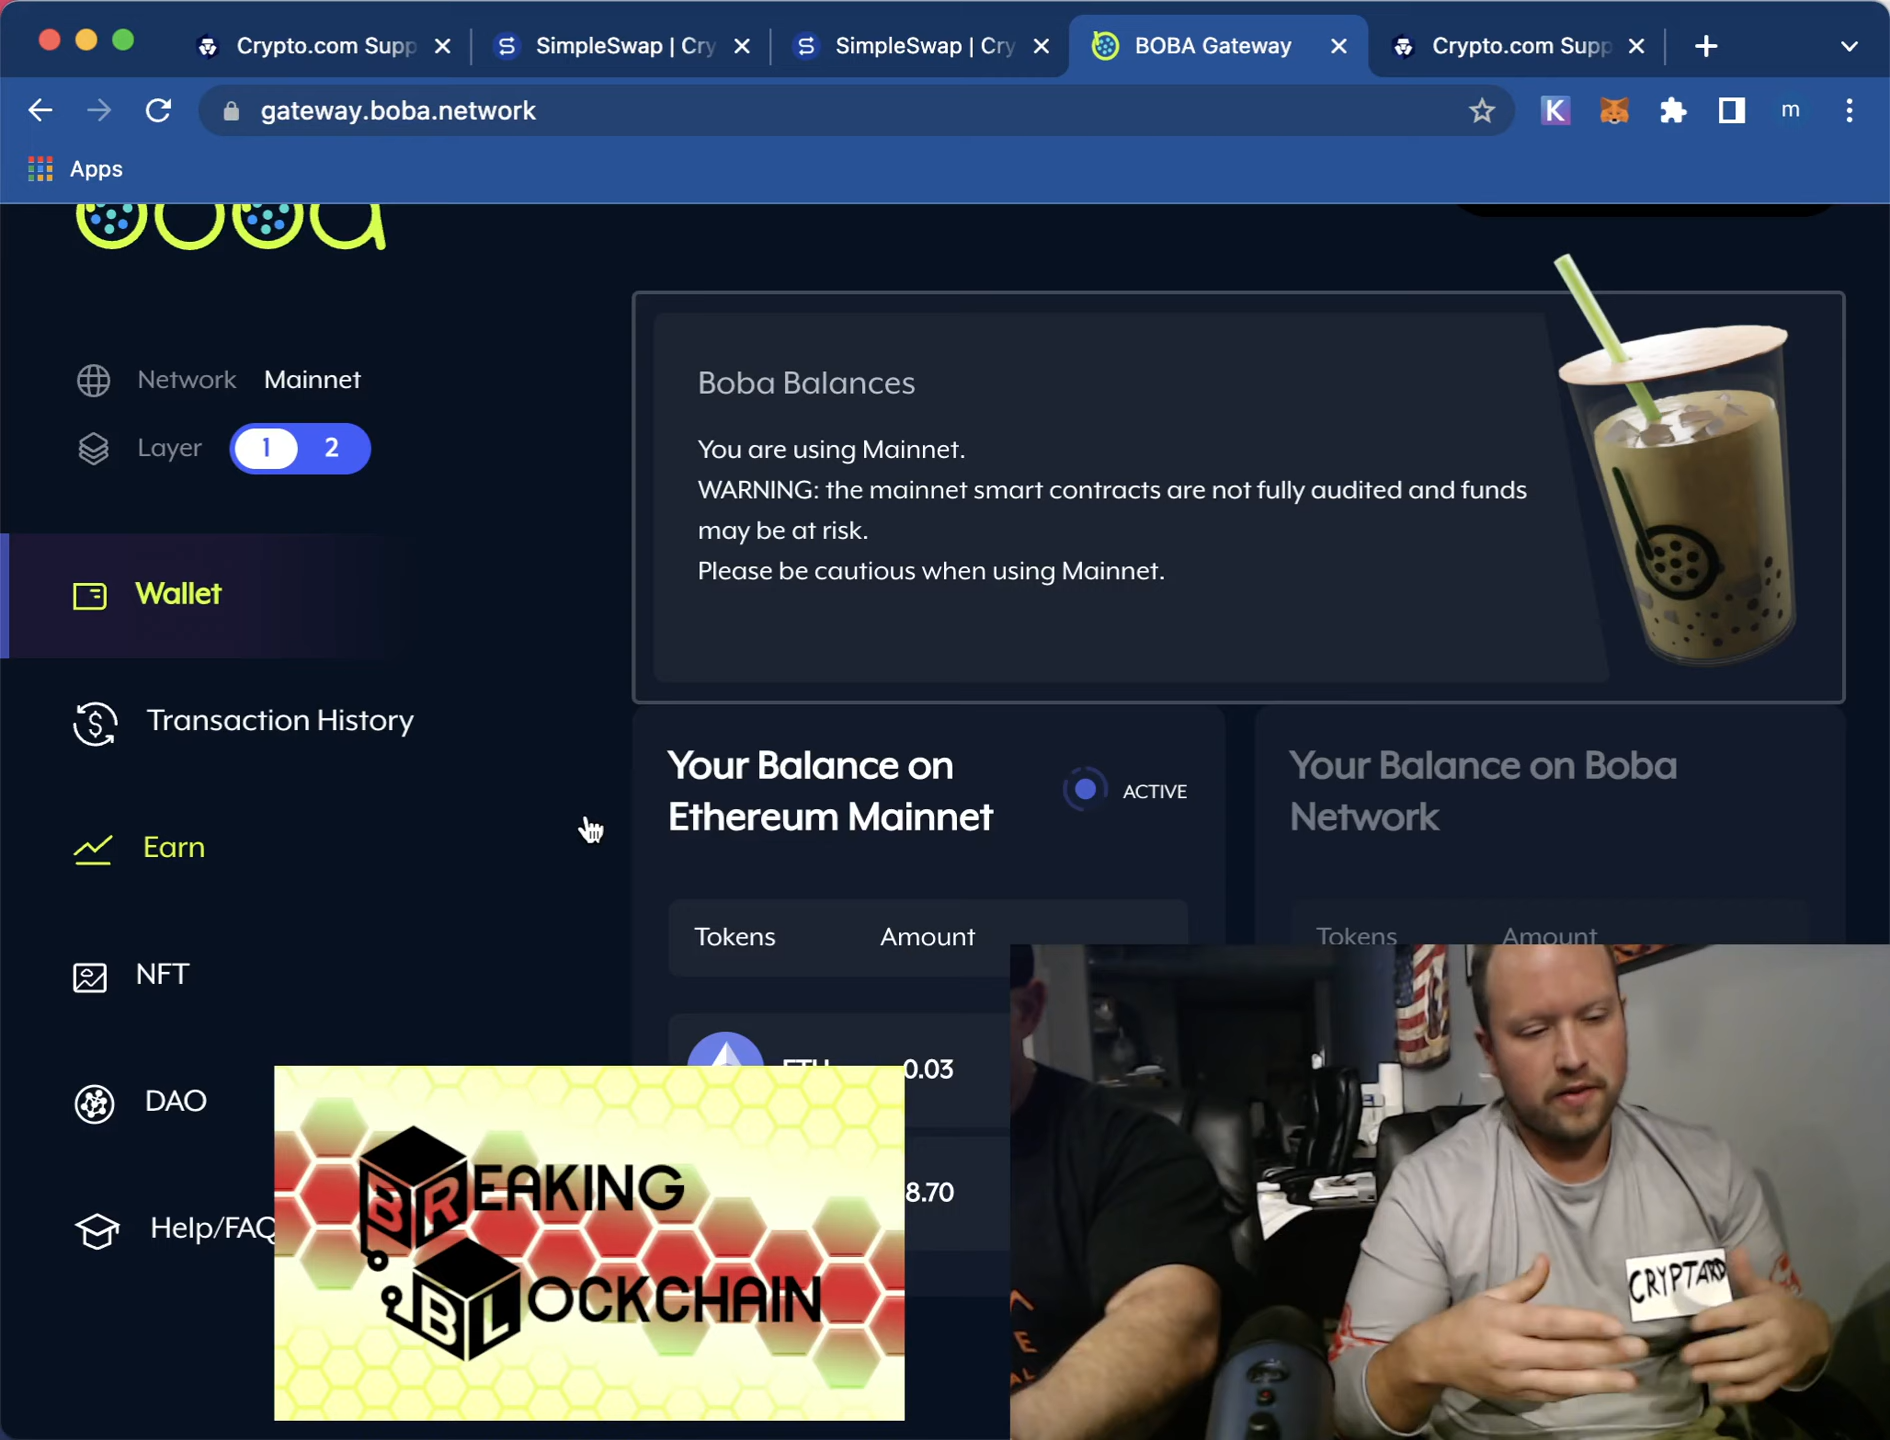 Crypto.com Supp
SimpleSwap | Cry
SimpleSwap | Cry
BOBA Gateway
Crypto.com Supp
gateway.boba.network
K
m
Apps
boba
Network Mainnet
Layer 1 2
Wallet
Transaction History
Earn
NFT
DAO
Help/FAQ
Boba Balances
You are using Mainnet.
WARNING: the mainnet smart contracts are not fully audited and funds
may be at risk.
Please be cautious when using Mainnet.
Your Balance on
Ethereum Mainnet
ACTIVE
Tokens Amount
ETH 0.03
8.70
Your Balance on Boba
Network
Tokens Amount
BREAKING
BLOCKCHAIN
CRYPTARD